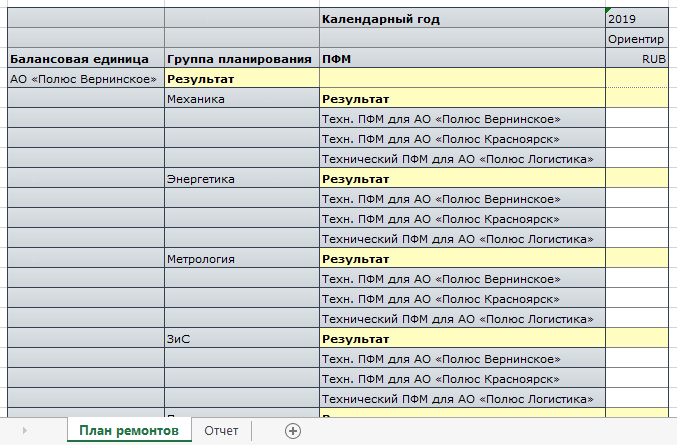 Календарный год 2019
Ориентир
Балансовая единица Группа планирования ПФМ RUB
АО «Полюс Вернинское» Результат
Механика Результат
Техн. ПФМ для АО «Полюс Вернинское»
Техн. ПФМ для АО «Полюс Красноярск»
Технический ПФМ для АО «Полюс Логистика»
Энергетика Результат
Техн. ПФМ для АО «Полюс Вернинское»
Техн. ПФМ для АО «Полюс Красноярск»
Технический ПФМ для АО «Полюс Логистика»
Метрология Результат
Техн. ПФМ для АО «Полюс Вернинское»
Техн. ПФМ для АО «Полюс Красноярск»
Технический ПФМ для АО «Полюс Логистика»
ЗиС Результат
Техн. ПФМ для АО «Полюс Вернинское»
Техн. ПФМ для АО «Полюс Красноярск»
Технический ПФМ для АО «Полюс Логистика»
План ремонтов Отчет